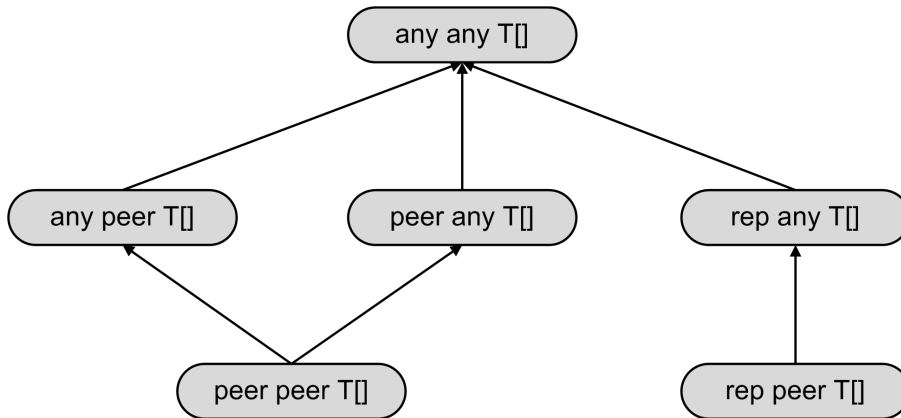 any any T[]
any peer T[]
peer any T[]
rep any T[]
peer peer T[]
rep peer T[]